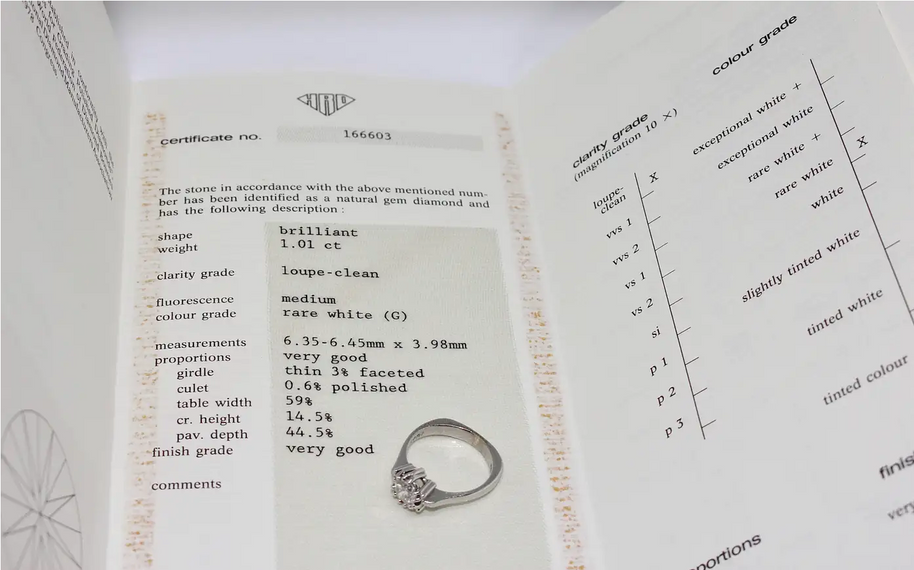 HRD
certificate no. 166603
The stone in accordance with the above mentioned num-
ber has been identified as a natural gem diamond and
has the following description :
shape brilliant
weight 1.01 ct
clarity grade loupe-clean
fluorescence medium
colour grade rare white (G)
measurements 6.35-6.45mm x 3.98mm
proportions very good
girdle thin 3% faceted
culet 0.6% polished
table width 59%
cr. height 14.5%
pav. depth 44.5%
finish grade very good
comments
clarity grade
(magnification 10 ×)
loupe-
clean X
vvs 1
vvs 2
vs 1
vs 2
si
p 1
p 2
p 3
colour grade
exceptional white +
exceptional white
rare white +
rare white X
white
slightly tinted white
tinted white
tinted colour
finis
very
portions